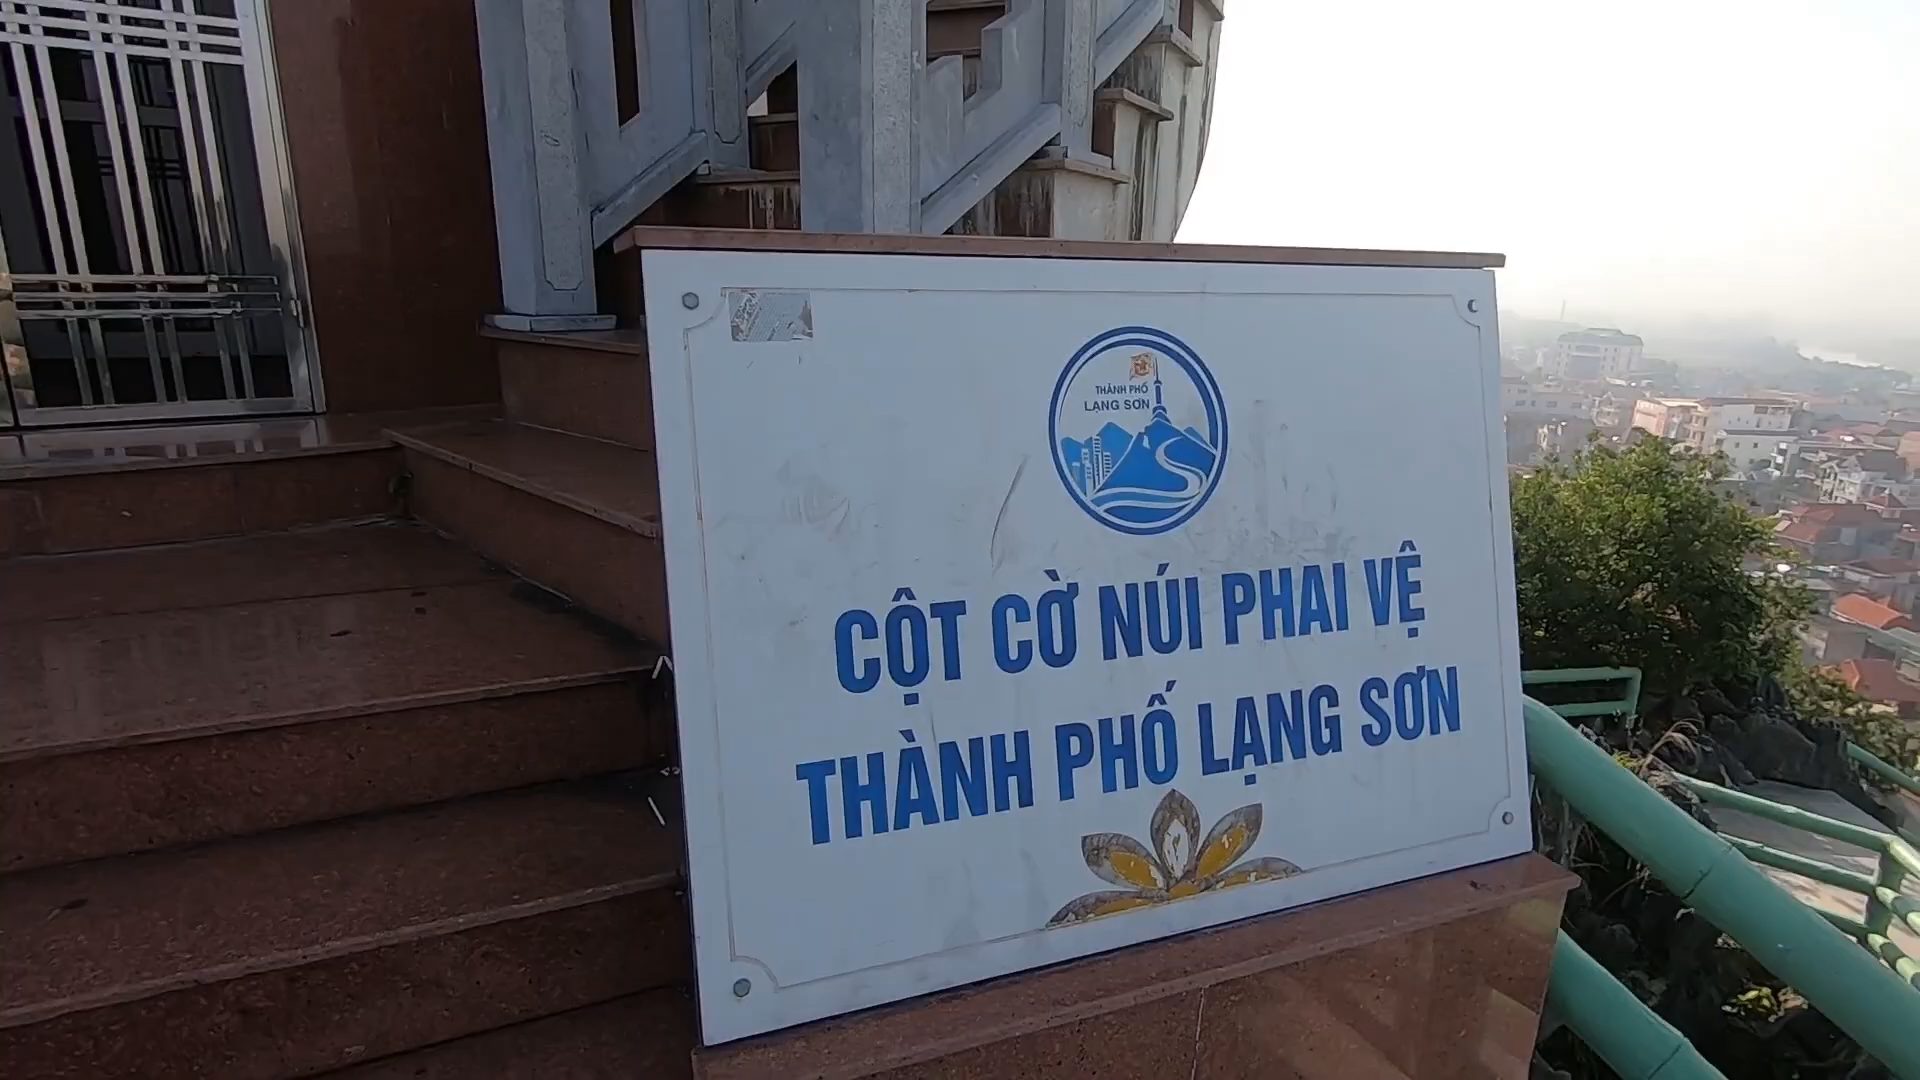 THÀNH PHỐ
LẠNG SƠN
CỘT CỜ NÚI PHAI VỆ
THÀNH PHỐ LẠNG SƠN